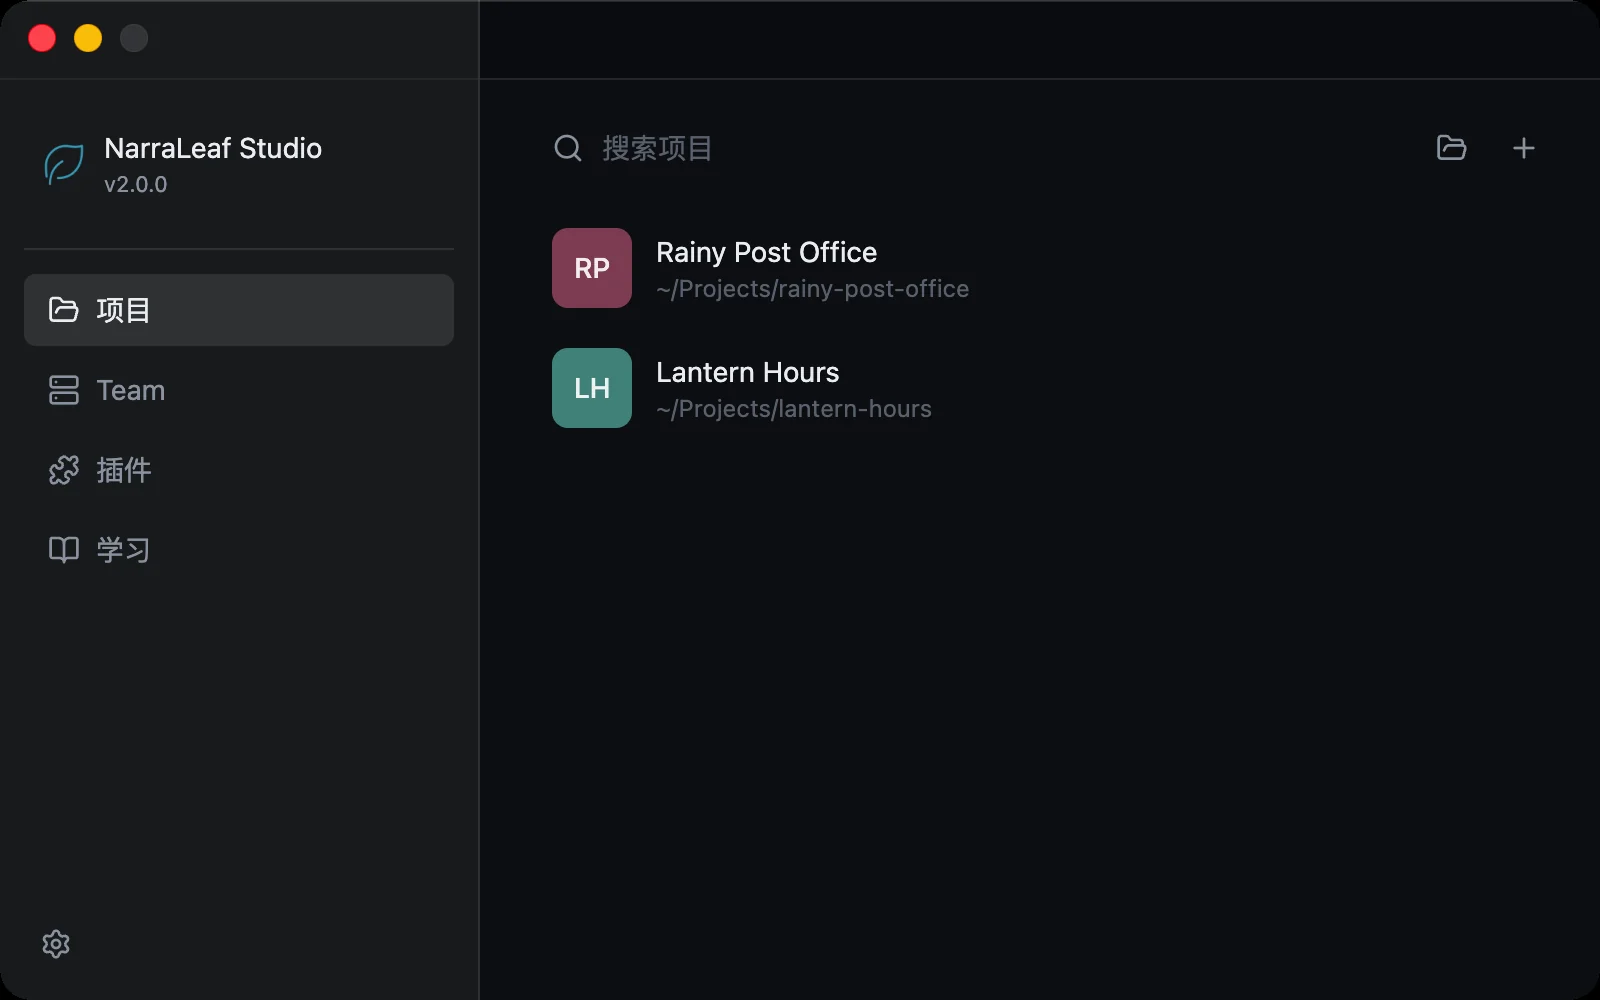 NarraLeaf Studio
v2.0.0
项目
Team
插件
学习
搜索项目
RP
Rainy Post Office
~/Projects/rainy-post-office
LH
Lantern Hours
~/Projects/lantern-hours